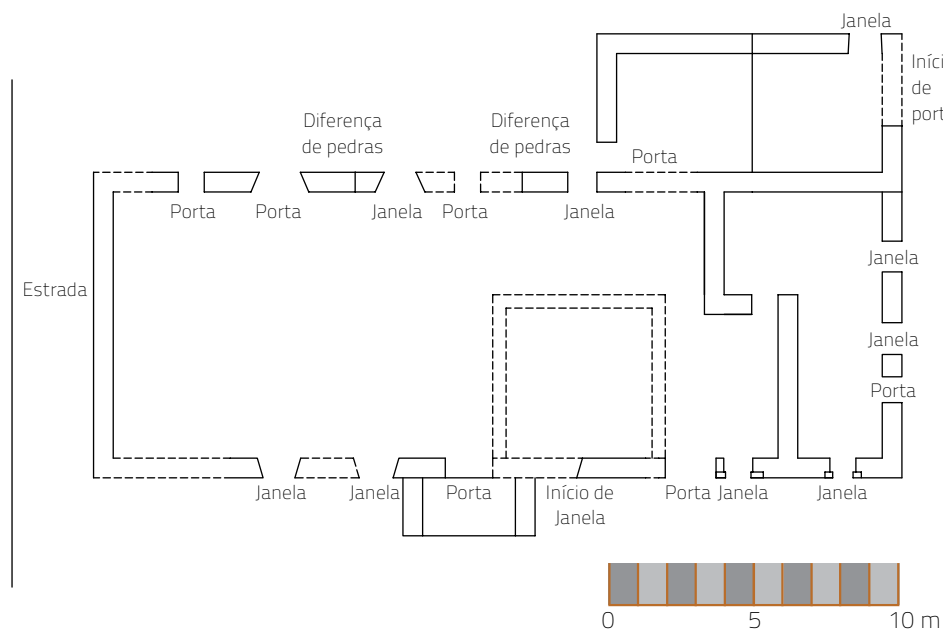 Janela
Iníci
de
port
Diferença
de pedras
Diferença
de pedras
Porta
Porta
Porta
Janela
Porta
Janela
Estrada
Janela
Janela
Porta
Janela
Janela
Porta
Início de
Janela
Porta
Janela
Janela
0
5
10 m